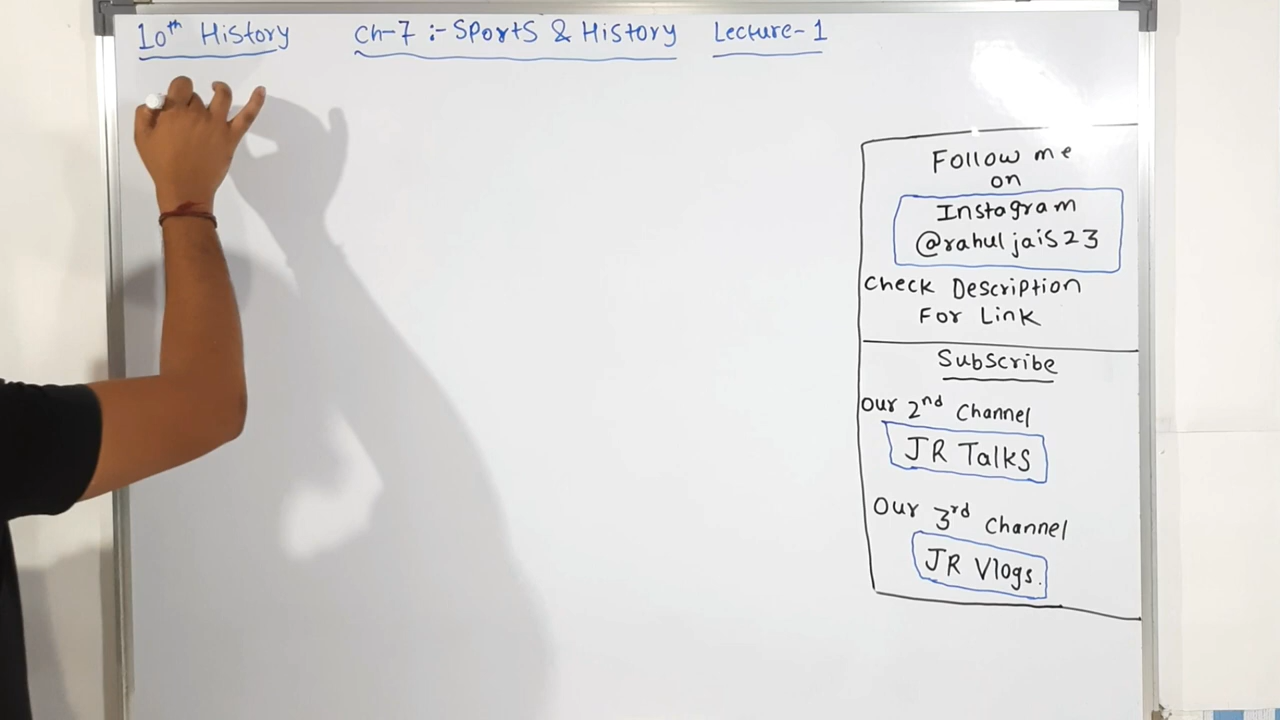 10th History Ch-7 :- Sports & History Lecture-1
Follow me
on
Instagram
@rahuljais23
Check Description
For Link
Subscribe
Our 2nd Channel
JR Talks
Our 3rd Channel
JR Vlogs.